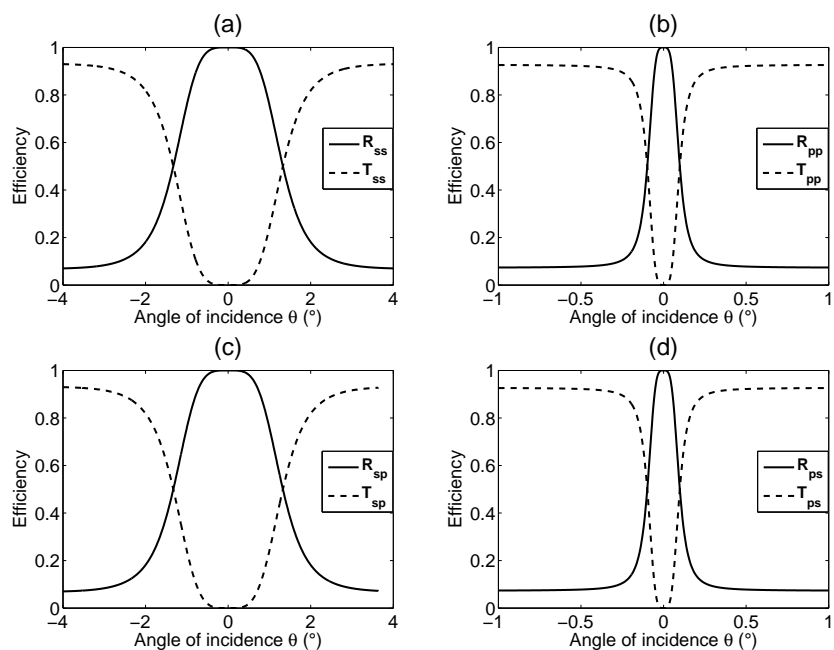 (a)
1
0.8
0.6
0.4
0.2
0
Efficiency
−4
−2
0
2
4
Angle of incidence θ (°)
R_ss
T_ss
(b)
1
0.8
0.6
0.4
0.2
0
Efficiency
−1
−0.5
0
0.5
1
Angle of incidence θ (°)
R_pp
T_pp
(c)
1
0.8
0.6
0.4
0.2
0
Efficiency
−4
−2
0
2
4
Angle of incidence θ (°)
R_sp
T_sp
(d)
1
0.8
0.6
0.4
0.2
0
Efficiency
−1
−0.5
0
0.5
1
Angle of incidence θ (°)
R_ps
T_ps